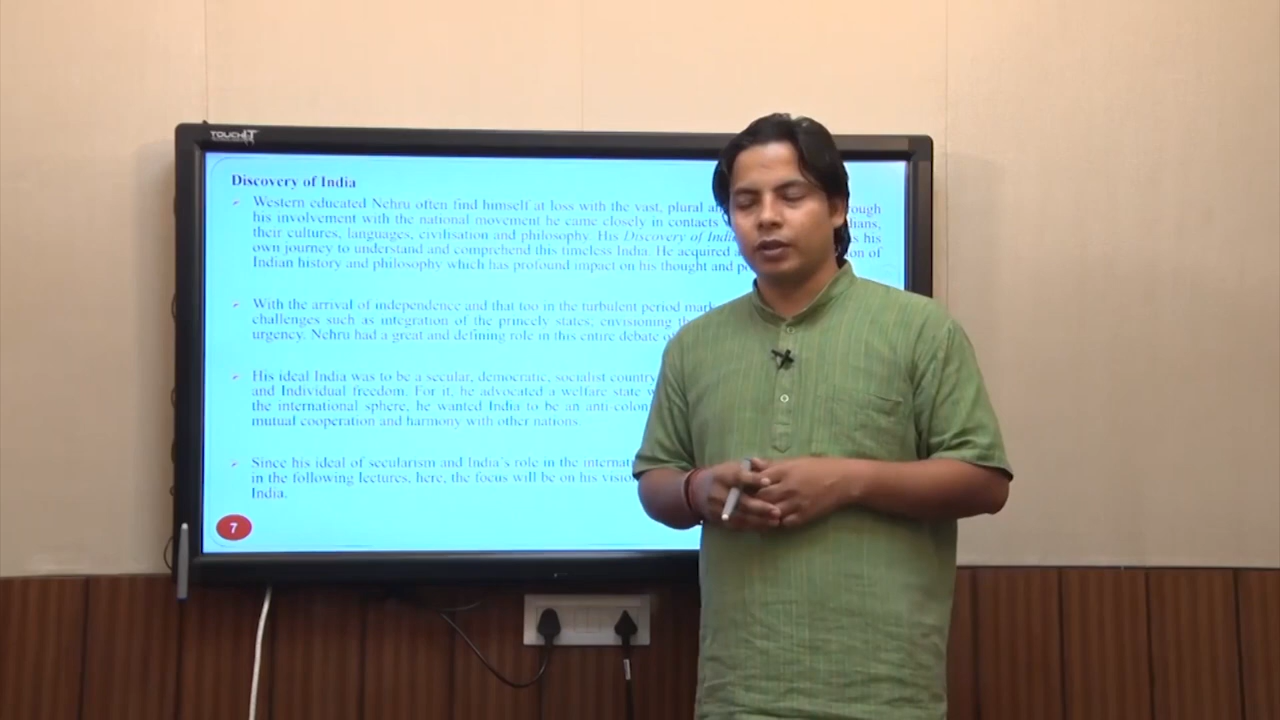 TOUCHIT
Discovery of India
Western educated Nehru often find himself at loss with the vast, plural rough
his involvement with the national movement he came closely in contacts dians,
their cultures, languages, civilisation and philosophy. His Discovery of India as his
own journey to understand and comprehend this timeless India. He acquired of
Indian history and philosophy which has profound impact on his thought and
With the arrival of independence and that too in the turbulent period
challenges such as integration of the princely states, envisioning
urgency. Nehru had a great and defining role in this entire debate
His ideal India was to be a secular, democratic, socialist country
and Individual freedom. For it, he advocated a welfare state
the international sphere, he wanted India to be an
mutual cooperation and harmony with other nations.
Since his ideal of secularism and India's role in the
in the following lectures, here, the focus will be on his
India.
7